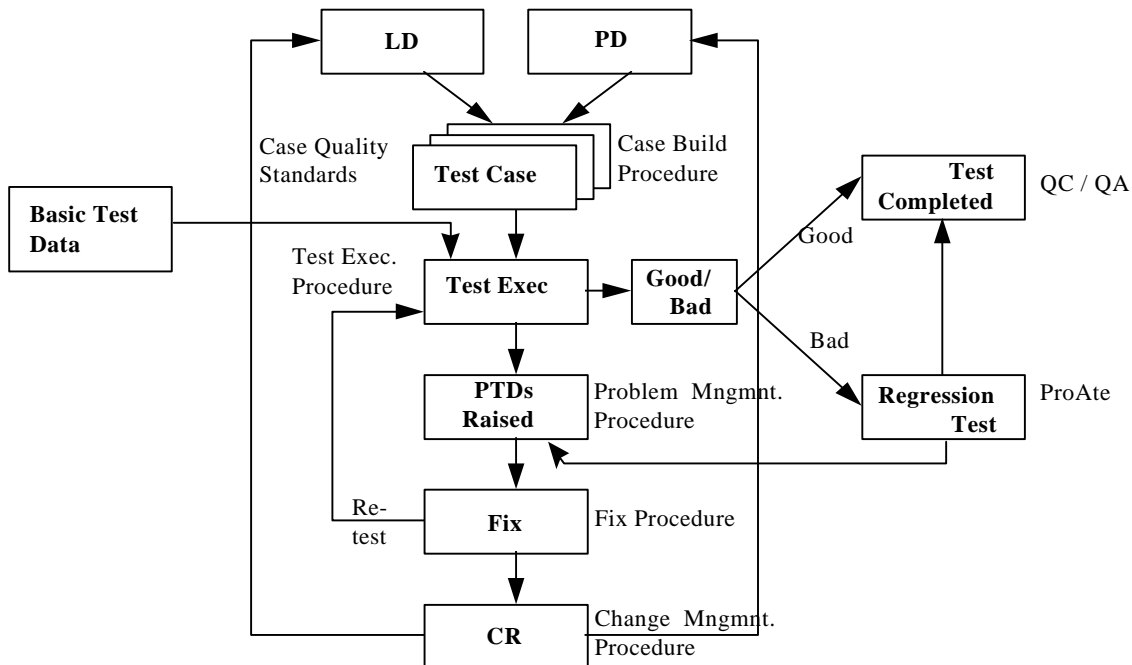 LD
PD
Case Quality
Standards
Case Build
Procedure
Test Case
Test
Completed
QC / QA
Basic Test
Data
Good
Test Exec.
Procedure
Test Exec
Good/
Bad
Bad
PTDs
Raised
Problem Mngmnt.
Procedure
Regression
Test
ProAte
Re-
test
Fix
Fix Procedure
CR
Change Mngmnt.
Procedure